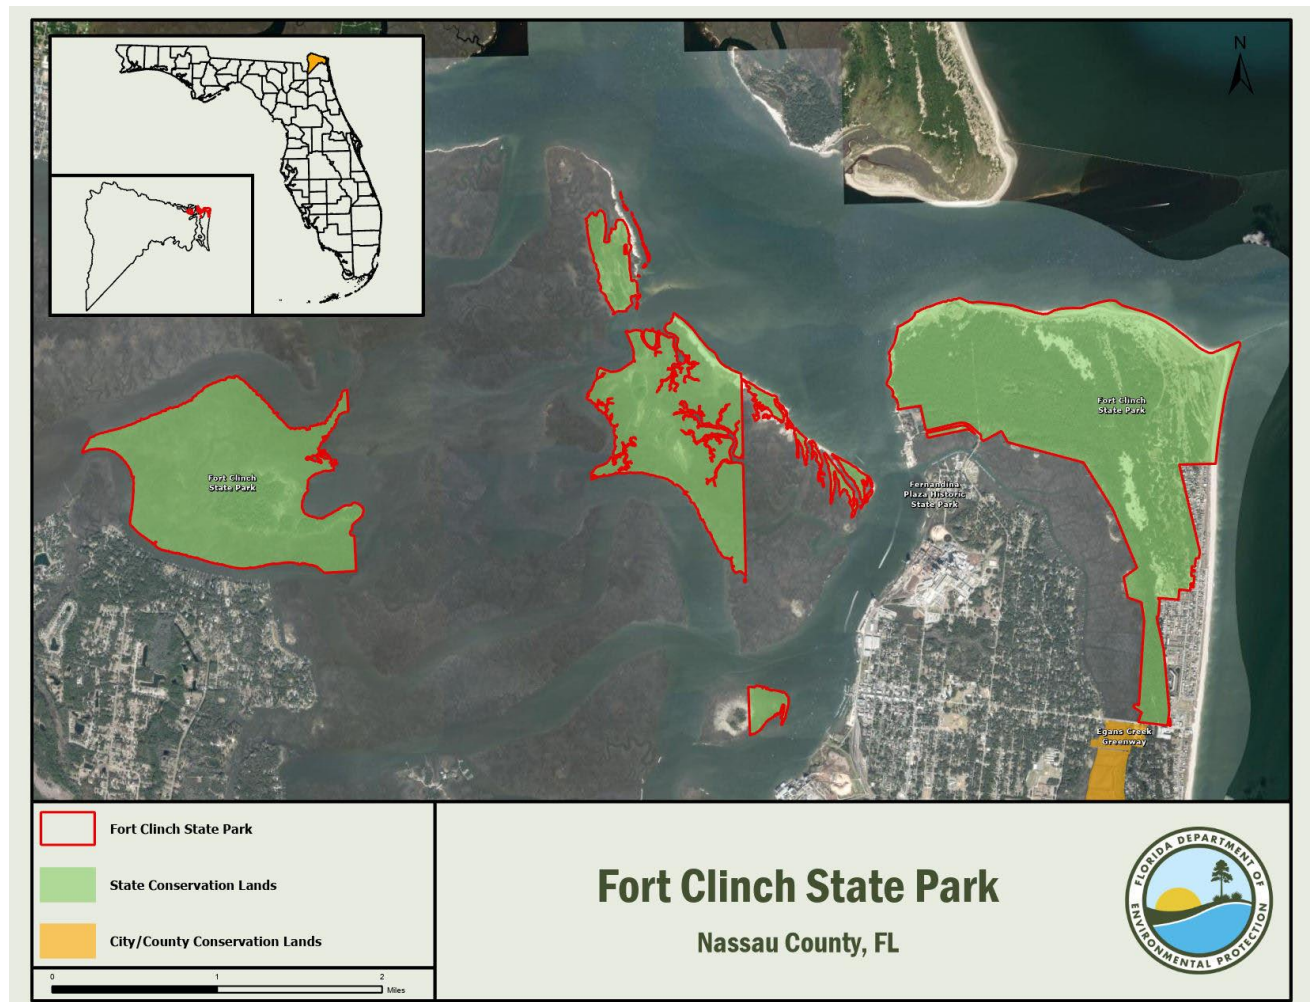 N
Fort Clinch
State Park
Fort Clinch
State Park
Fernandina
Plaza Historic
State Park
Egans Creek
Greenway
Fort Clinch State Park
State Conservation Lands
City/County Conservation Lands
0 1 2
Miles
Fort Clinch State Park
Nassau County, FL
FLORIDA DEPARTMENT OF
ENVIRONMENTAL PROTECTION